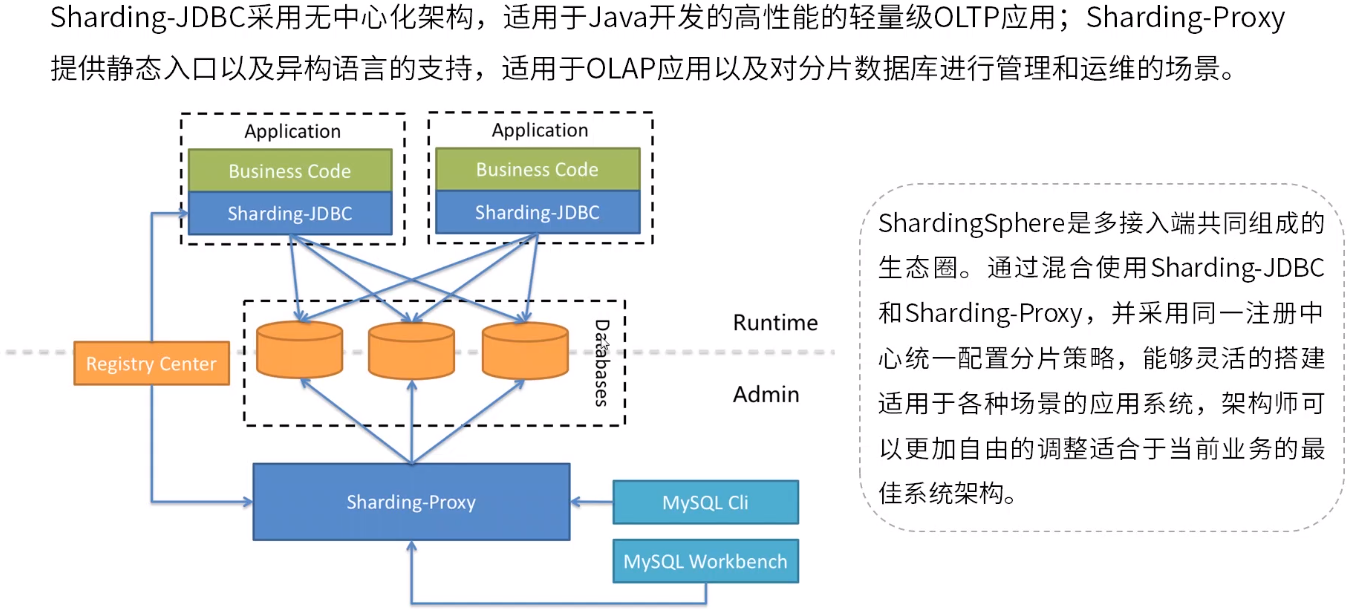 Sharding-JDBC采用无中心化架构，适用于Java开发的高性能的轻量级OLTP应用；Sharding-Proxy
提供静态入口以及异构语言的支持，适用于OLAP应用以及对分片数据库进行管理和运维的场景。
Application
Business Code
Sharding-JDBC
Application
Business Code
Sharding-JDBC
Databases
Runtime
Registry Center
Admin
Sharding-Proxy
MySQL Cli
MySQL Workbench
ShardingSphere是多接入端共同组成的
生态圈。通过混合使用Sharding-JDBC
和Sharding-Proxy，并采用同一注册中
心统一配置分片策略，能够灵活的搭建
适用于各种场景的应用系统，架构师可
以更加自由的调整适合于当前业务的最
佳系统架构。